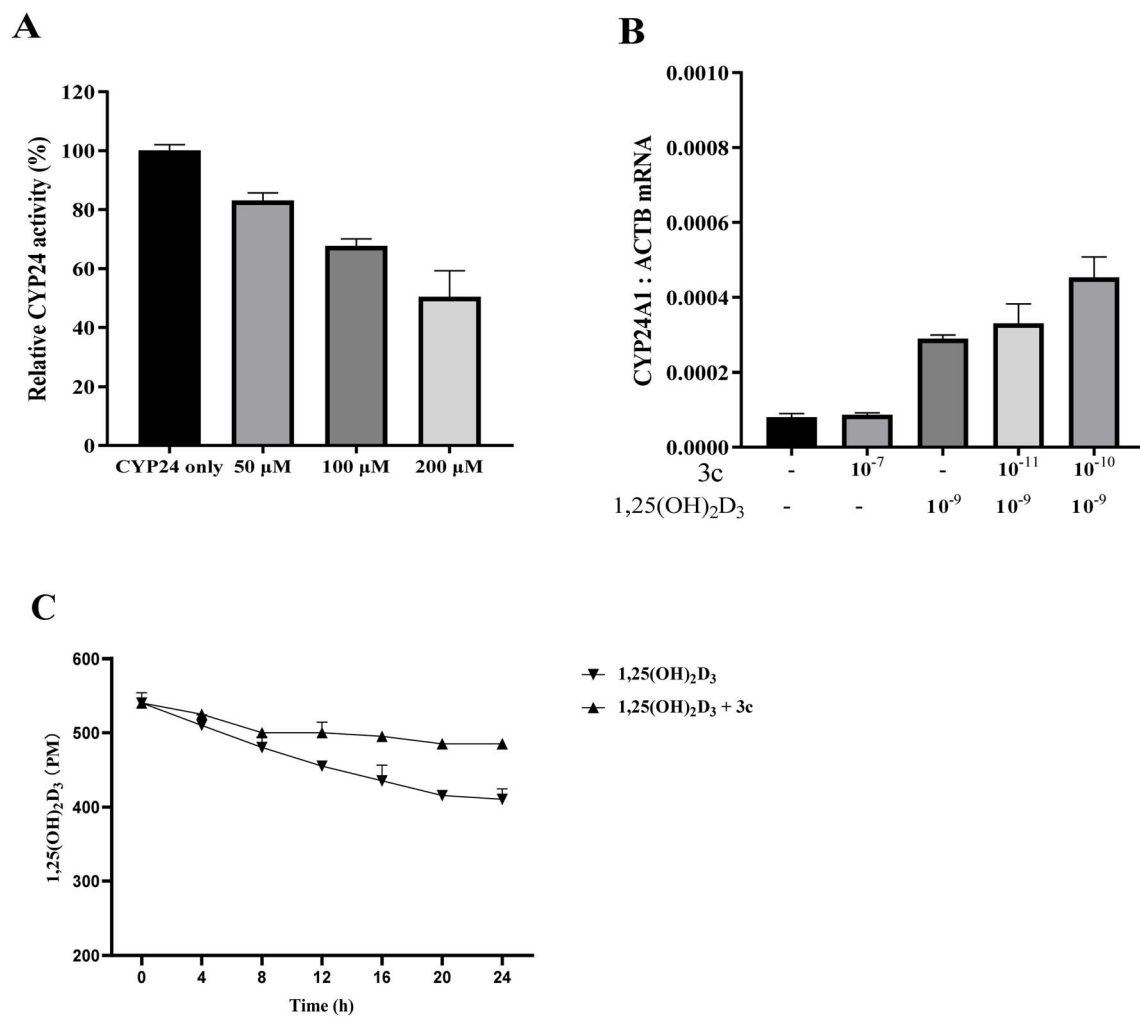 A
Relative CYP24 activity (%)
120
100
80
60
40
20
0
CYP24 only 50 μM 100 μM 200 μM
B
CYP24A1 : ACTB mRNA
0.0010
0.0008
0.0006
0.0004
0.0002
0.0000
3c - 10⁻⁷ - 10⁻¹¹ 10⁻¹⁰
1,25(OH)₂D₃ - - 10⁻⁹ 10⁻⁹ 10⁻⁹
C
1,25(OH)₂D₃ (PM)
600
500
400
300
200
0 4 8 12 16 20 24
Time (h)
1,25(OH)₂D₃
1,25(OH)₂D₃ + 3c